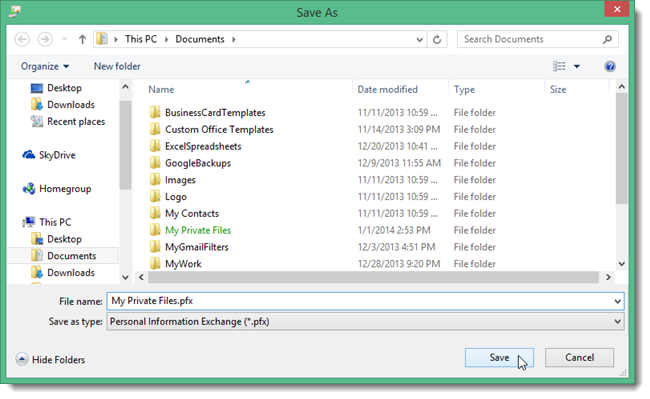 Save As
This PC Documents Search Documents
Organize New folder
Name Date modified Type Size
Desktop
Downloads
Recent places
SkyDrive
Homegroup
This PC
Desktop
Documents
Downloads
BusinessCardTemplates 11/11/2013 10:59 ... File folder
Custom Office Templates 11/14/2013 3:09 PM File folder
ExcelSpreadsheets 12/20/2013 10:41 ... File folder
GoogleBackups 12/9/2013 11:55 AM File folder
Images 11/11/2013 10:59 ... File folder
Logo 11/11/2013 10:59 ... File folder
My Contacts 11/11/2013 10:59 ... File folder
My Private Files 1/1/2014 2:53 PM File folder
MyGmailFilters 12/3/2013 4:51 PM File folder
MyWork 12/28/2013 9:20 PM File folder
File name: My Private Files.pfx
Save as type: Personal Information Exchange (*.pfx)
Hide Folders Save Cancel